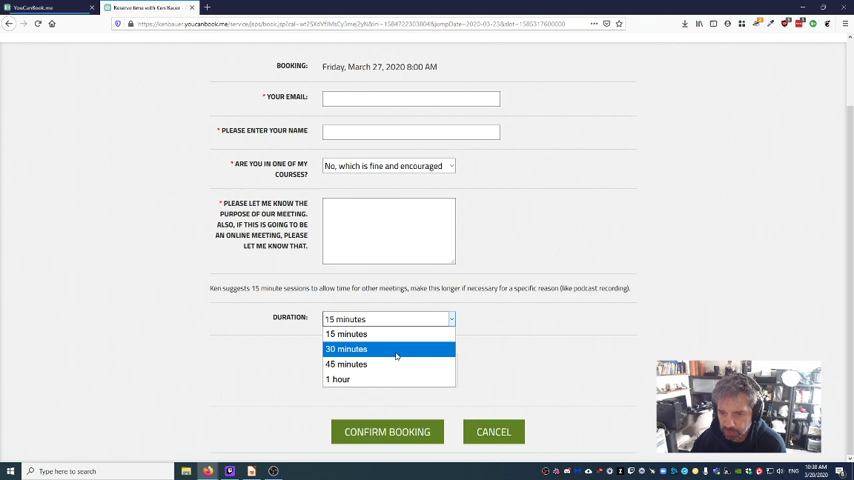 YouCanBook.me
Reserve time with Ken Bauer -
BOOKING:
Friday, March 27, 2020 8:00 AM
* YOUR EMAIL:
* PLEASE ENTER YOUR NAME
* ARE YOU IN ONE OF MY
COURSES?
No, which is fine and encouraged
* PLEASE LET ME KNOW THE
PURPOSE OF OUR MEETING.
ALSO, IF THIS IS GOING TO BE
AN ONLINE MEETING, PLEASE
LET ME KNOW THAT.
Ken suggests 15 minute sessions to allow time for other meetings, make this longer if necessary for a specific reason (like podcast recording).
DURATION:
15 minutes
15 minutes
30 minutes
45 minutes
1 hour
CONFIRM BOOKING
CANCEL
Type here to search
ENG
10:38 AM
3/20/2020